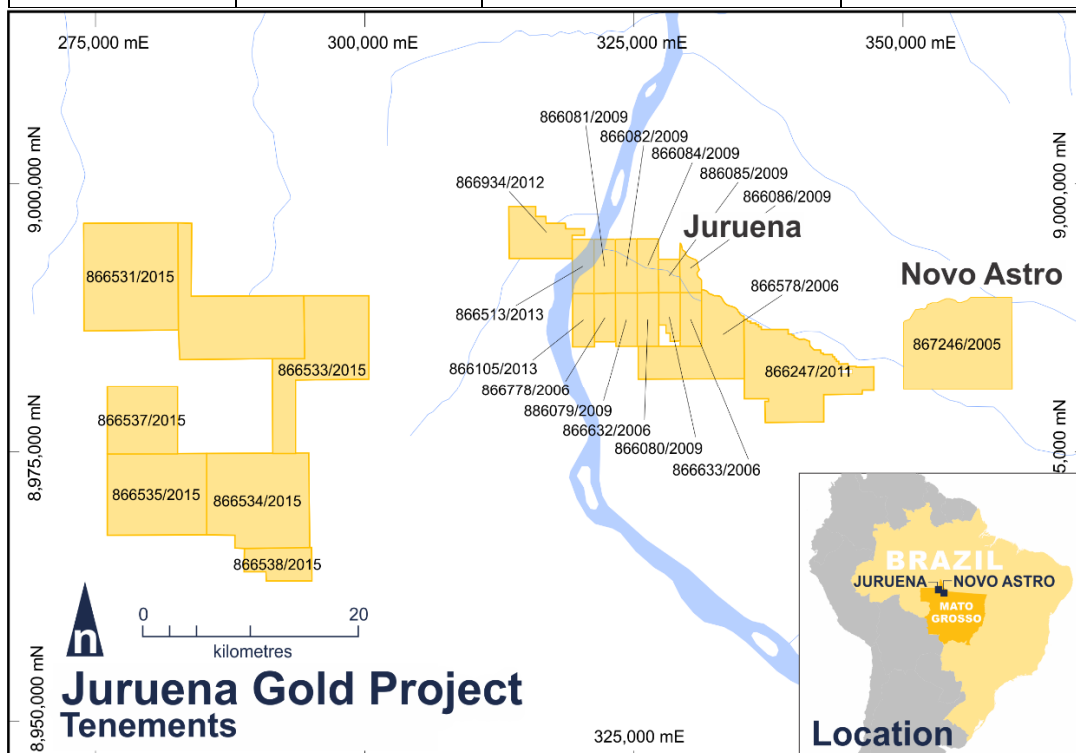 275,000 mE
300,000 mE
325,000 mE
350,000 mE
9,000,000 mN
9,000,000 mN
866081/2009
866082/2009
866084/2009
886085/2009
866086/2009
866934/2012
Juruena
Novo Astro
866531/2015
866578/2006
866513/2013
867246/2005
866533/2015
866105/2013
866247/2011
866778/2006
886079/2009
866632/2006
866080/2009
866633/2006
866537/2015
8,975,000 mN
5,000 mN
866535/2015
866534/2015
866538/2015
n
0
20
kilometres
Juruena Gold Project
Tenements
8,950,000 mN
325,000 mE
BRAZIL
JURUENA
NOVO ASTRO
MATO
GROSSO
Location